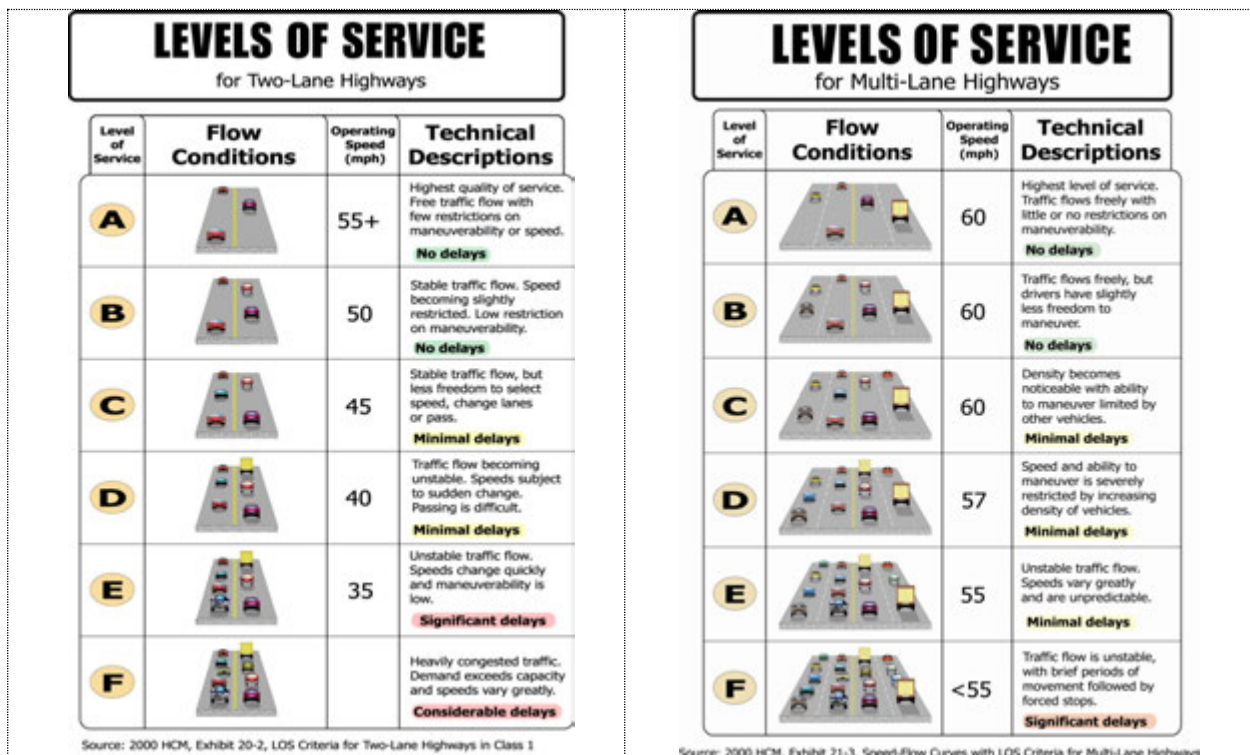 LEVELS OF SERVICE
for Two-Lane Highways
Level
of
Service
Flow
Conditions
Operating
Speed
(mph)
Technical
Descriptions
A
55+
Highest quality of service.
Free traffic flow with
few restrictions on
maneuverability or speed.
No delays
B
50
Stable traffic flow. Speed
becoming slightly
restricted. Low restriction
on maneuverability.
No delays
C
45
Stable traffic flow, but
less freedom to select
speed, change lanes
or pass.
Minimal delays
D
40
Traffic flow becoming
unstable. Speeds subject
to sudden change.
Passing is difficult.
Minimal delays
E
35
Unstable traffic flow.
Speeds change quickly
and maneuverability is
low.
Significant delays
F
Heavily congested traffic.
Demand exceeds capacity
and speeds vary greatly.
Considerable delays
Source: 2000 HCM, Exhibit 20-2, LOS Criteria for Two-Lane Highways in Class 1
LEVELS OF SERVICE
for Multi-Lane Highways
Level
of
Service
Flow
Conditions
Operating
Speed
(mph)
Technical
Descriptions
A
60
Highest level of service.
Traffic flows freely with
little or no restrictions on
maneuverability.
No delays
B
60
Traffic flows freely, but
drivers have slightly
less freedom to
maneuver.
No delays
C
60
Density becomes
noticeable with ability
to maneuver limited by
other vehicles.
Minimal delays
D
57
Speed and ability to
maneuver is severely
restricted by increasing
density of vehicles.
Minimal delays
E
55
Unstable traffic flow.
Speeds vary greatly
and are unpredictable.
Minimal delays
F
<55
Traffic flow is unstable,
with brief periods of
movement followed by
forced stops.
Significant delays
Source: 2000 HCM, Exhibit 21-3, Speed-Flow Curves with LOS Criteria for Multi-Lane Highways